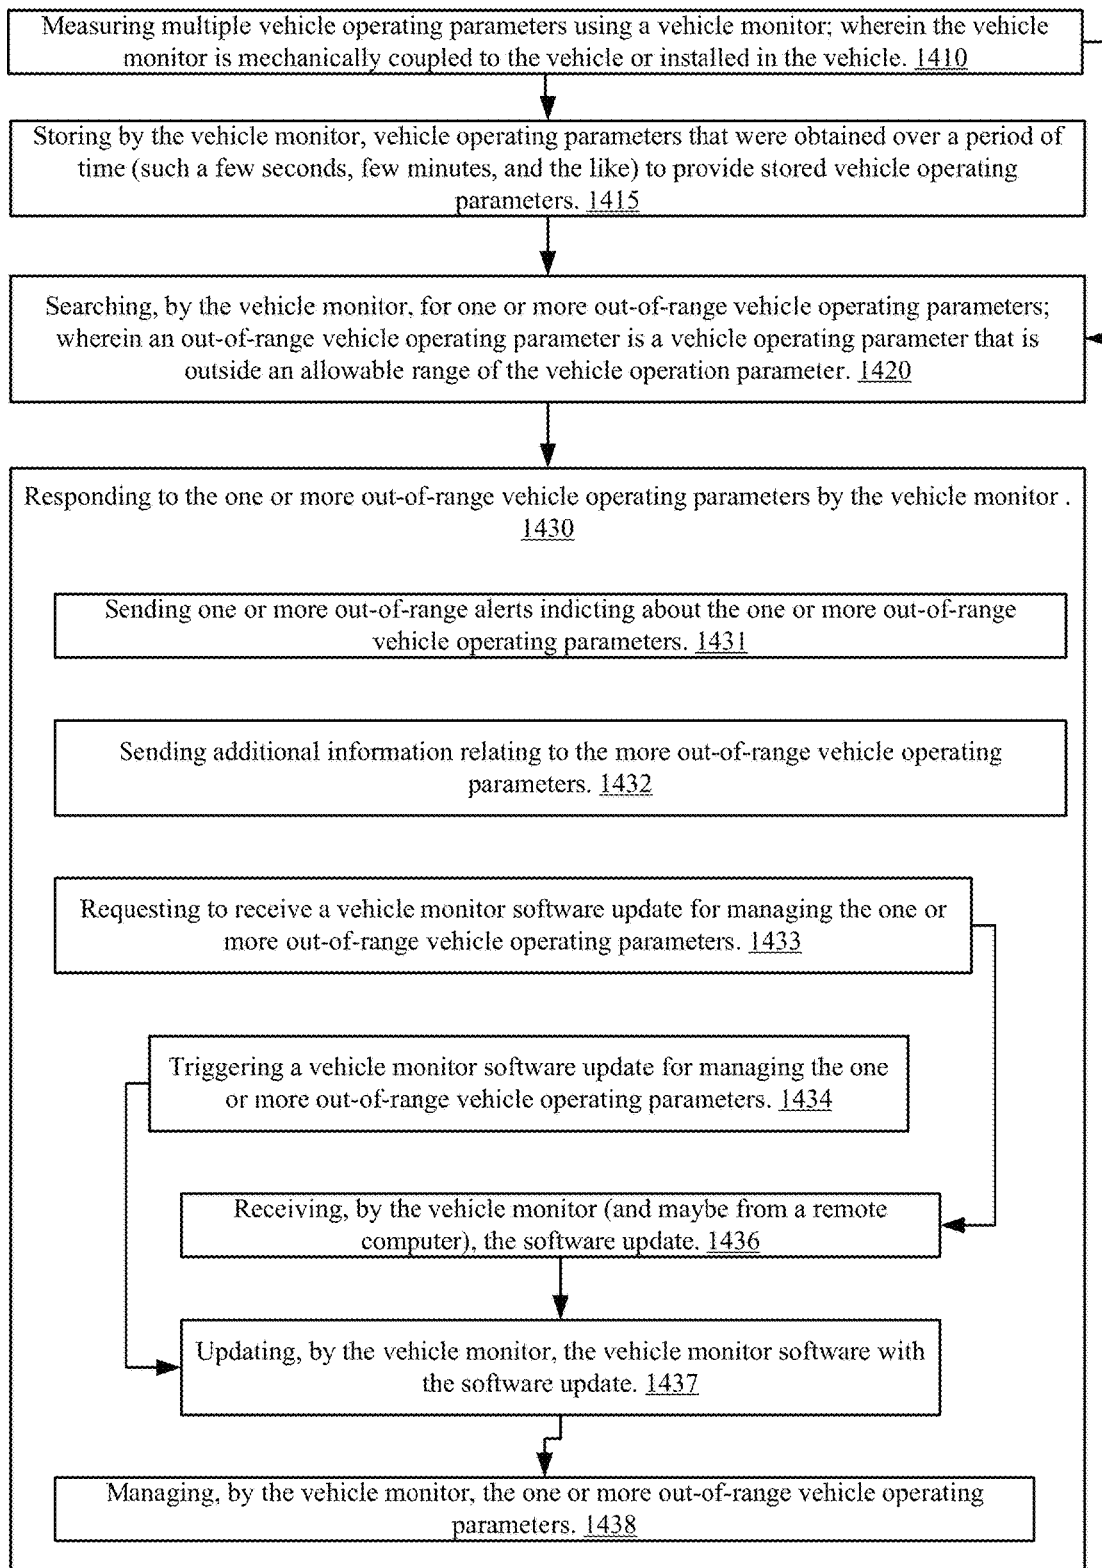 Measuring multiple vehicle operating parameters using a vehicle monitor; wherein the vehicle
monitor is mechanically coupled to the vehicle or installed in the vehicle. 1410
Storing by the vehicle monitor, vehicle operating parameters that were obtained over a period of
time (such a few seconds, few minutes, and the like) to provide stored vehicle operating
parameters. 1415
Searching, by the vehicle monitor, for one or more out-of-range vehicle operating parameters;
wherein an out-of-range vehicle operating parameter is a vehicle operating parameter that is
outside an allowable range of the vehicle operation parameter. 1420
Responding to the one or more out-of-range vehicle operating parameters by the vehicle monitor .
1430
Sending one or more out-of-range alerts indicting about the one or more out-of-range
vehicle operating parameters. 1431
Sending additional information relating to the more out-of-range vehicle operating
parameters. 1432
Requesting to receive a vehicle monitor software update for managing the one or
more out-of-range vehicle operating parameters. 1433
Triggering a vehicle monitor software update for managing the one
or more out-of-range vehicle operating parameters. 1434
Receiving, by the vehicle monitor (and maybe from a remote
computer), the software update. 1436
Updating, by the vehicle monitor, the vehicle monitor software with
the software update. 1437
Managing, by the vehicle monitor, the one or more out-of-range vehicle operating
parameters. 1438